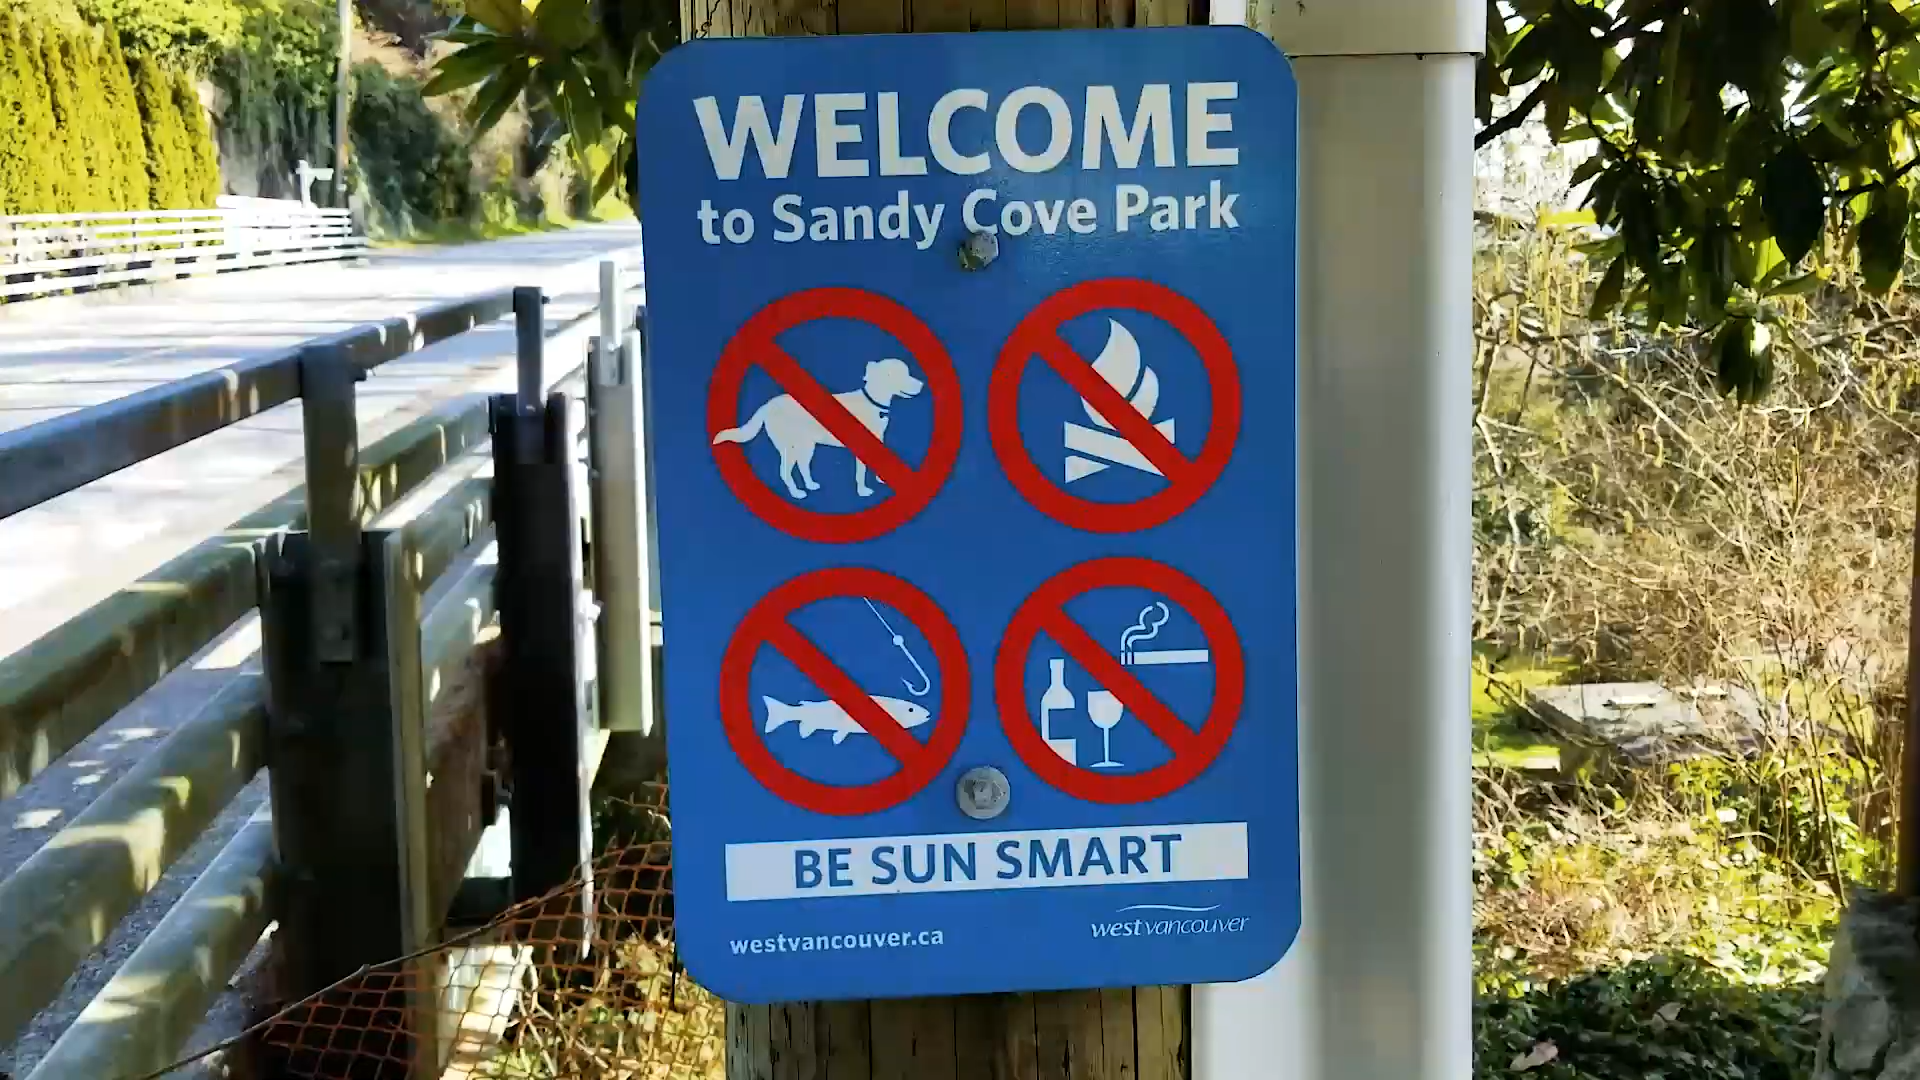 WELCOME
to Sandy Cove Park
BE SUN SMART
westvancouver.ca
westvancouver